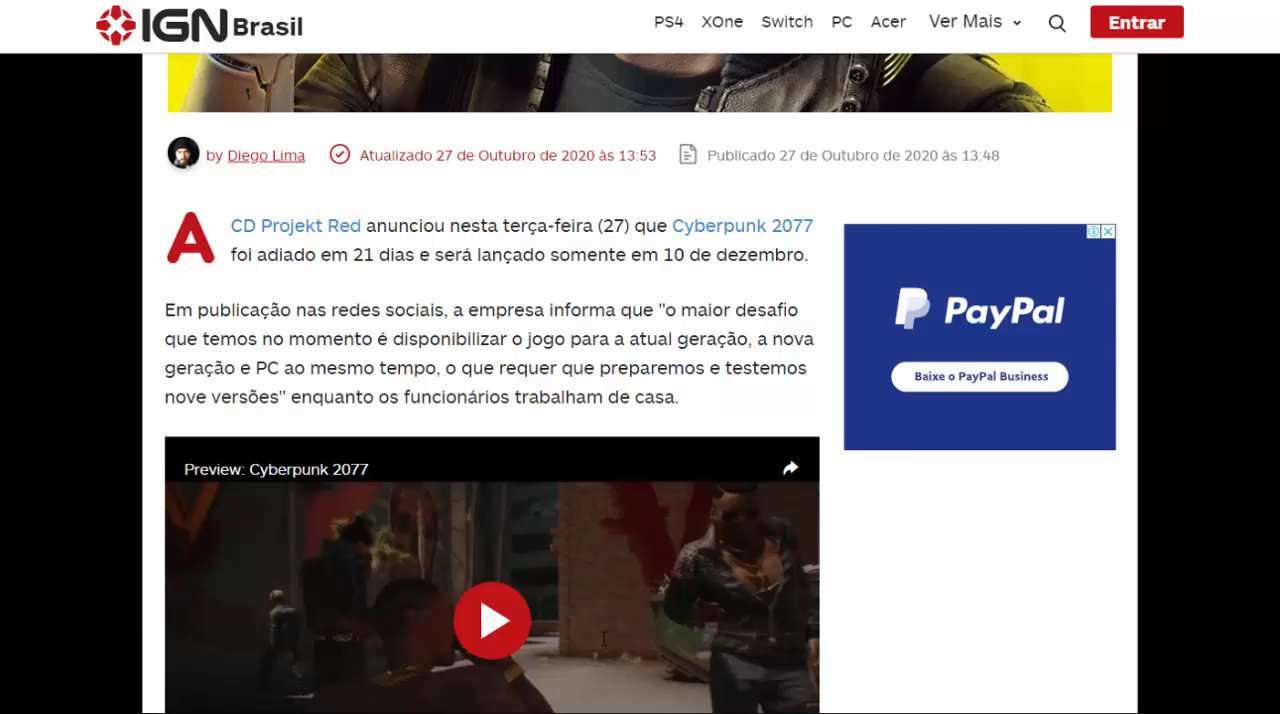 IGN Brasil
PS4 XOne Switch PC Acer Ver Mais Entrar
by Diego Lima Atualizado 27 de Outubro de 2020 às 13:53 Publicado 27 de Outubro de 2020 às 13:48
A CD Projekt Red anunciou nesta terça-feira (27) que Cyberpunk 2077
foi adiado em 21 dias e será lançado somente em 10 de dezembro.
Em publicação nas redes sociais, a empresa informa que "o maior desafio
que temos no momento é disponibilizar o jogo para a atual geração, a nova
geração e PC ao mesmo tempo, o que requer que preparemos e testemos
nove versões" enquanto os funcionários trabalham de casa.
PayPal
Baixe o PayPal Business
Preview: Cyberpunk 2077